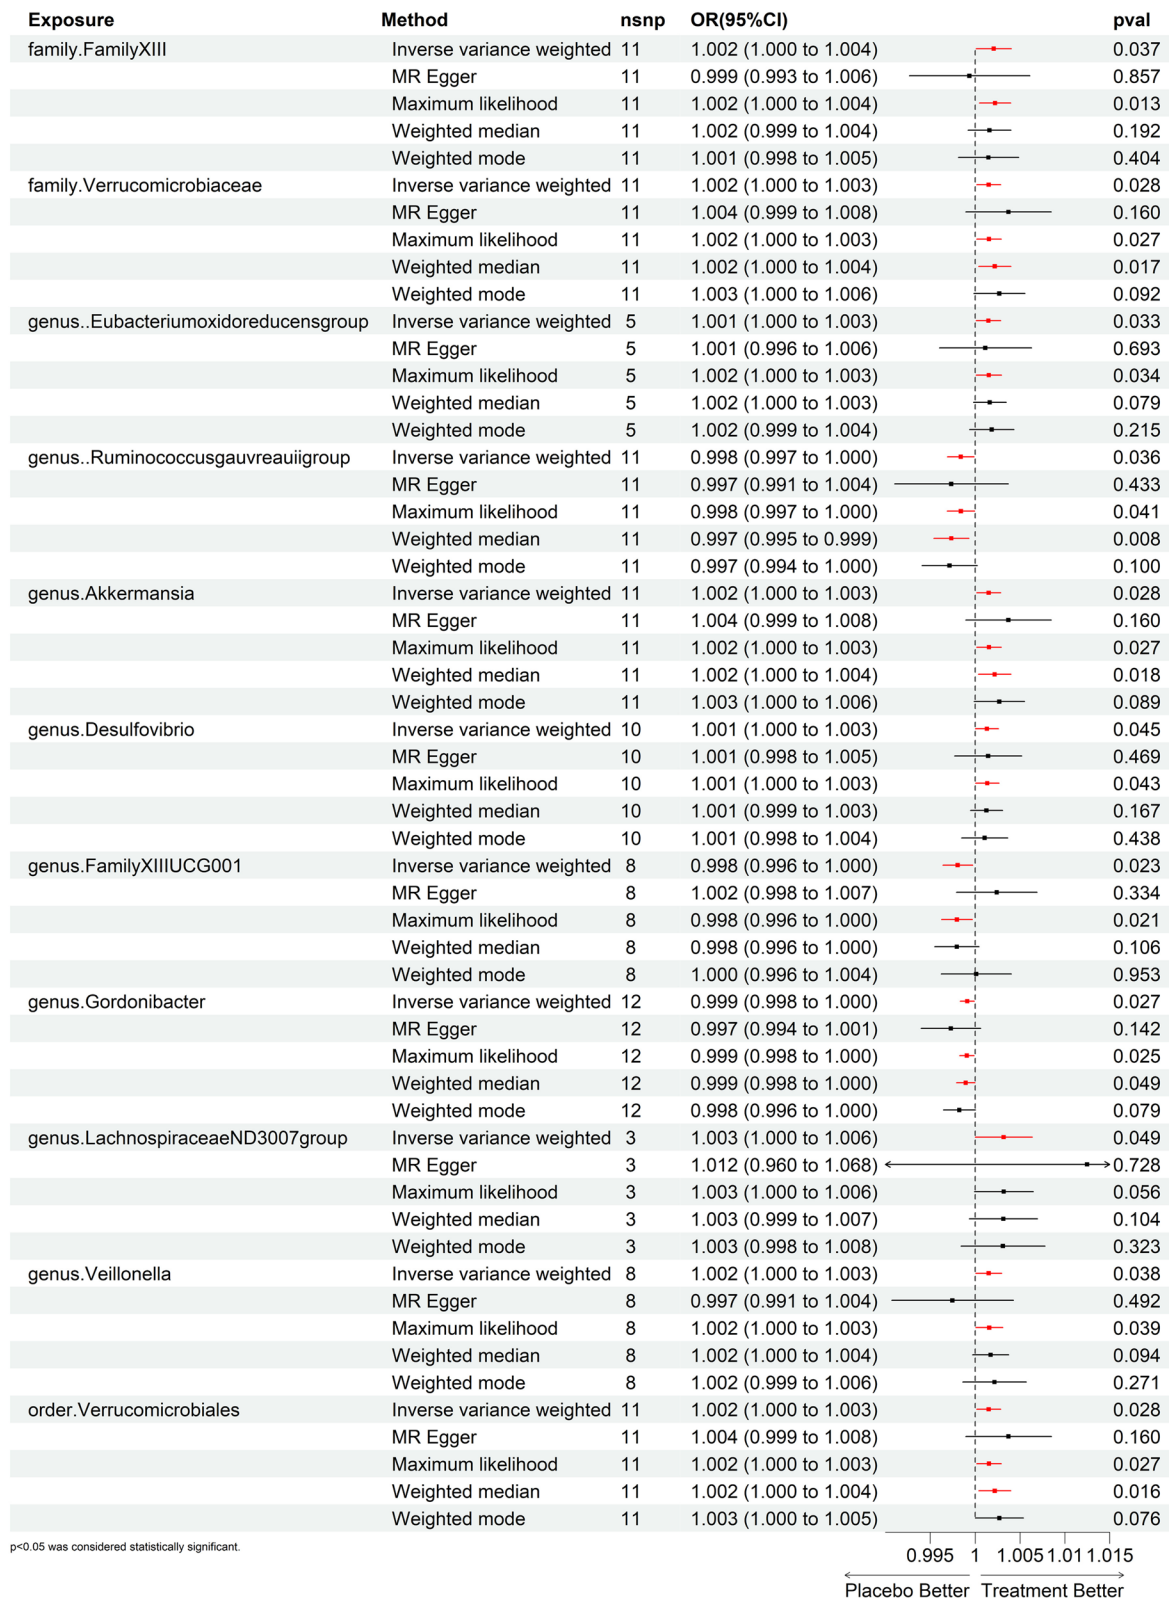 Exposure Method nsnp OR(95%CI) pval
family.FamilyXIII Inverse variance weighted 11 1.002 (1.000 to 1.004) 0.037
MR Egger 11 0.999 (0.993 to 1.006) 0.857
Maximum likelihood 11 1.002 (1.000 to 1.004) 0.013
Weighted median 11 1.002 (0.999 to 1.004) 0.192
Weighted mode 11 1.001 (0.998 to 1.005) 0.404
family.Verrucomicrobiaceae Inverse variance weighted 11 1.002 (1.000 to 1.003) 0.028
MR Egger 11 1.004 (0.999 to 1.008) 0.160
Maximum likelihood 11 1.002 (1.000 to 1.003) 0.027
Weighted median 11 1.002 (1.000 to 1.004) 0.017
Weighted mode 11 1.003 (1.000 to 1.006) 0.092
genus..Eubacteriumoxidoreducensgroup Inverse variance weighted 5 1.001 (1.000 to 1.003) 0.033
MR Egger 5 1.001 (0.996 to 1.006) 0.693
Maximum likelihood 5 1.002 (1.000 to 1.003) 0.034
Weighted median 5 1.002 (1.000 to 1.003) 0.079
Weighted mode 5 1.002 (0.999 to 1.004) 0.215
genus..Ruminococcusgauvreauiigroup Inverse variance weighted 11 0.998 (0.997 to 1.000) 0.036
MR Egger 11 0.997 (0.991 to 1.004) 0.433
Maximum likelihood 11 0.998 (0.997 to 1.000) 0.041
Weighted median 11 0.997 (0.995 to 0.999) 0.008
Weighted mode 11 0.997 (0.994 to 1.000) 0.100
genus.Akkermansia Inverse variance weighted 11 1.002 (1.000 to 1.003) 0.028
MR Egger 11 1.004 (0.999 to 1.008) 0.160
Maximum likelihood 11 1.002 (1.000 to 1.003) 0.027
Weighted median 11 1.002 (1.000 to 1.004) 0.018
Weighted mode 11 1.003 (1.000 to 1.006) 0.089
genus.Desulfovibrio Inverse variance weighted 10 1.001 (1.000 to 1.003) 0.045
MR Egger 10 1.001 (0.998 to 1.005) 0.469
Maximum likelihood 10 1.001 (1.000 to 1.003) 0.043
Weighted median 10 1.001 (0.999 to 1.003) 0.167
Weighted mode 10 1.001 (0.998 to 1.004) 0.438
genus.FamilyXIIIUCG001 Inverse variance weighted 8 0.998 (0.996 to 1.000) 0.023
MR Egger 8 1.002 (0.998 to 1.007) 0.334
Maximum likelihood 8 0.998 (0.996 to 1.000) 0.021
Weighted median 8 0.998 (0.996 to 1.000) 0.106
Weighted mode 8 1.000 (0.996 to 1.004) 0.953
genus.Gordonibacter Inverse variance weighted 12 0.999 (0.998 to 1.000) 0.027
MR Egger 12 0.997 (0.994 to 1.001) 0.142
Maximum likelihood 12 0.999 (0.998 to 1.000) 0.025
Weighted median 12 0.999 (0.998 to 1.000) 0.049
Weighted mode 12 0.998 (0.996 to 1.000) 0.079
genus.LachnospiraceaeND3007group Inverse variance weighted 3 1.003 (1.000 to 1.006) 0.049
MR Egger 3 1.012 (0.960 to 1.068) 0.728
Maximum likelihood 3 1.003 (1.000 to 1.006) 0.056
Weighted median 3 1.003 (0.999 to 1.007) 0.104
Weighted mode 3 1.003 (0.998 to 1.008) 0.323
genus.Veillonella Inverse variance weighted 8 1.002 (1.000 to 1.003) 0.038
MR Egger 8 0.997 (0.991 to 1.004) 0.492
Maximum likelihood 8 1.002 (1.000 to 1.003) 0.039
Weighted median 8 1.002 (1.000 to 1.004) 0.094
Weighted mode 8 1.002 (0.999 to 1.006) 0.271
order.Verrucomicrobiales Inverse variance weighted 11 1.002 (1.000 to 1.003) 0.028
MR Egger 11 1.004 (0.999 to 1.008) 0.160
Maximum likelihood 11 1.002 (1.000 to 1.003) 0.027
Weighted median 11 1.002 (1.000 to 1.004) 0.016
Weighted mode 11 1.003 (1.000 to 1.005) 0.076
p<0.05 was considered statistically significant.
0.995 1 1.005 1.01 1.015
Placebo Better Treatment Better